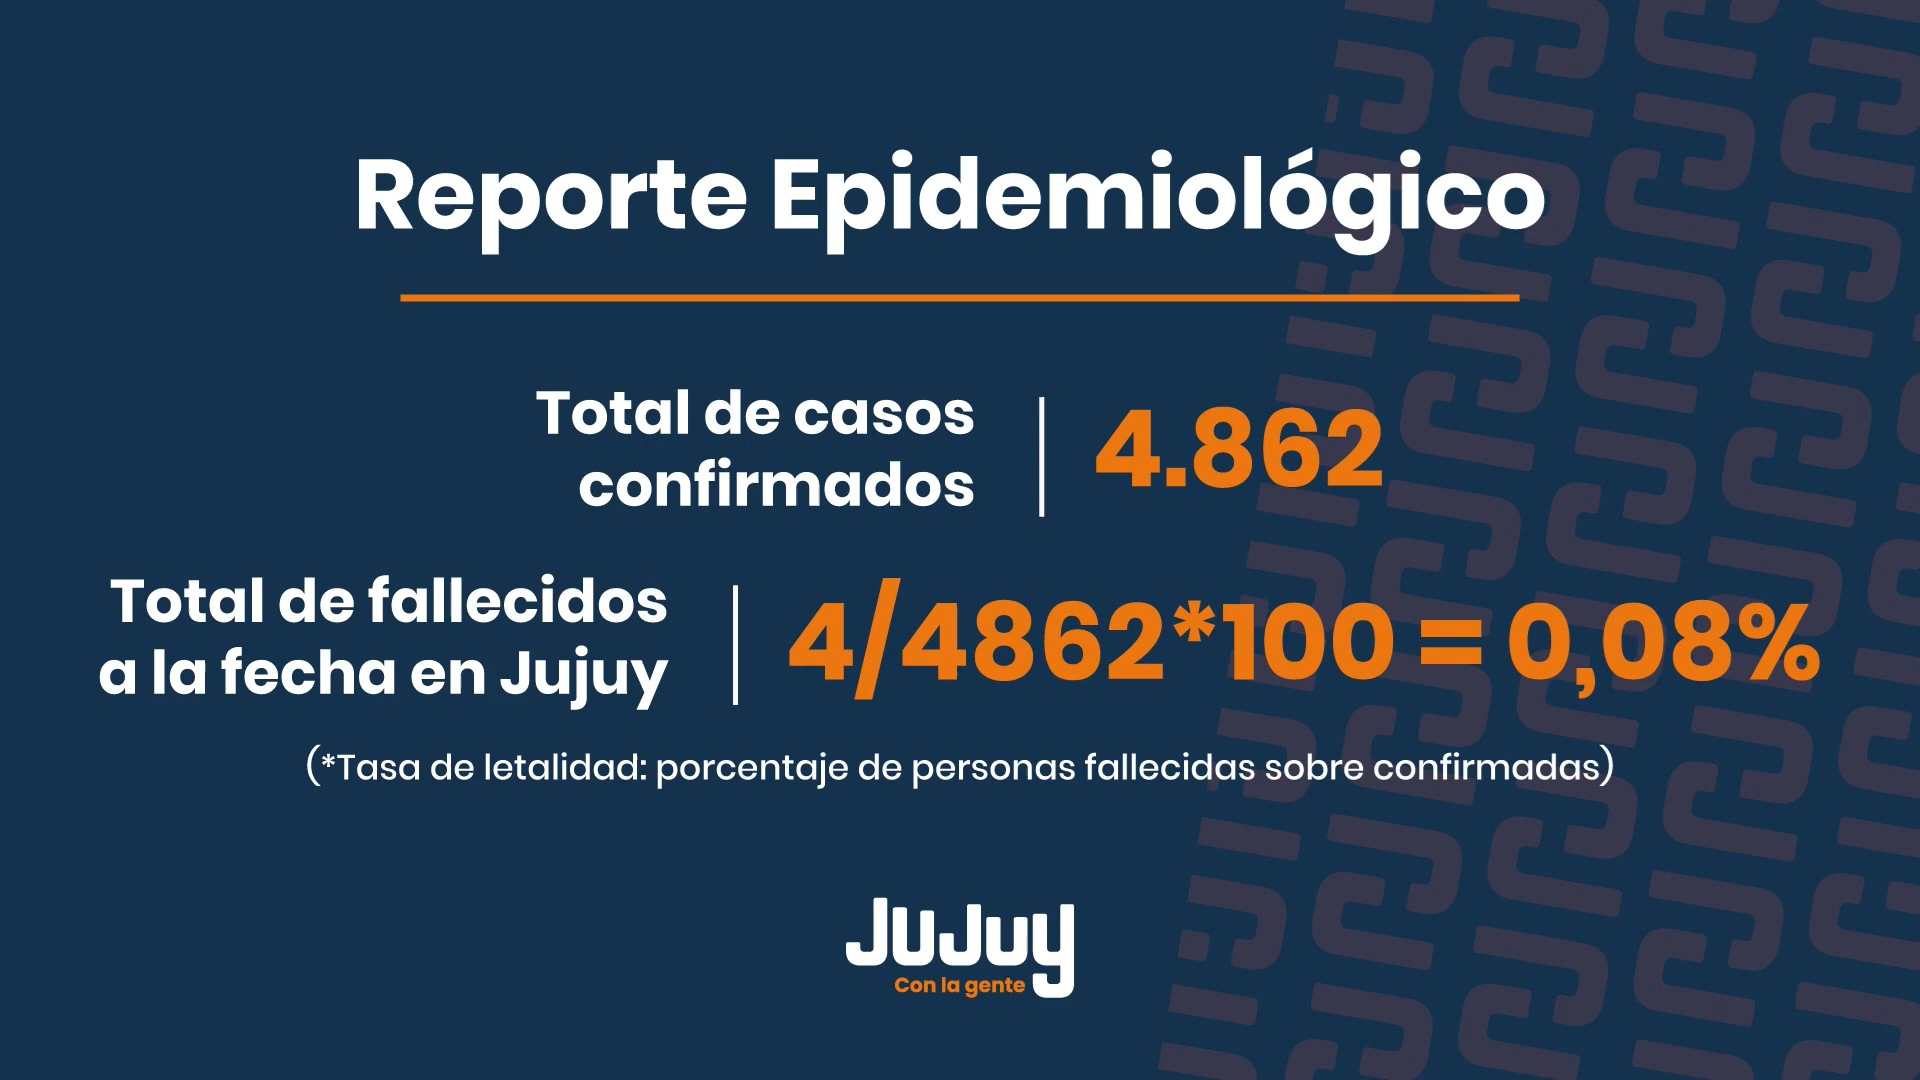 Reporte Epidemiológico
Total de casos
confirmados
4.862
Total de fallecidos
a la fecha en Jujuy
4/4862*100 = 0,08%
(*Tasa de letalidad: porcentaje de personas fallecidas sobre confirmadas)
Jujuy
Con la gente